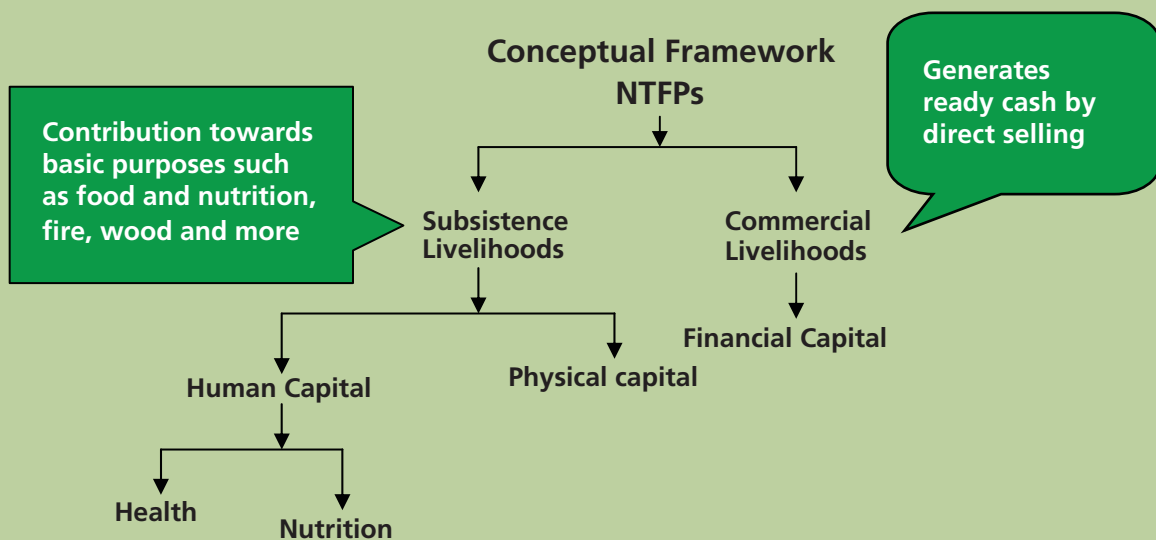 Conceptual Framework
NTFPs
Generates
ready cash by
direct selling
Contribution towards
basic purposes such
as food and nutrition,
fire, wood and more
Subsistence
Livelihoods
Commercial
Livelihoods
Financial Capital
Physical capital
Human Capital
Health
Nutrition